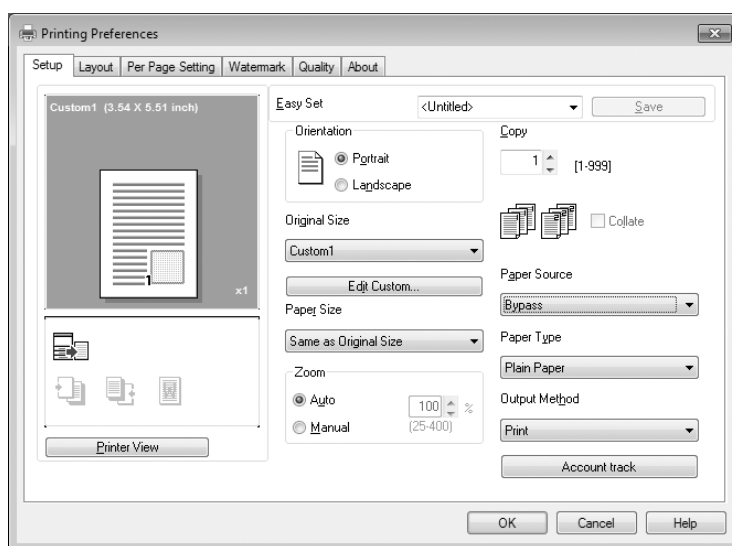 Printing Preferences
Setup Layout Per Page Setting Watermark Quality About
Custom1 (3.54 X 5.51 inch)
1
x1
Printer View
Easy Set <Untitled> Save
Orientation
Portrait
Landscape
Original Size
Custom1
Edit Custom...
Paper Size
Same as Original Size
Zoom
Auto
Manual
100 %
(25-400)
Copy
1 [1-999]
Collate
Paper Source
Bypass
Paper Type
Plain Paper
Output Method
Print
Account track
OK Cancel Help